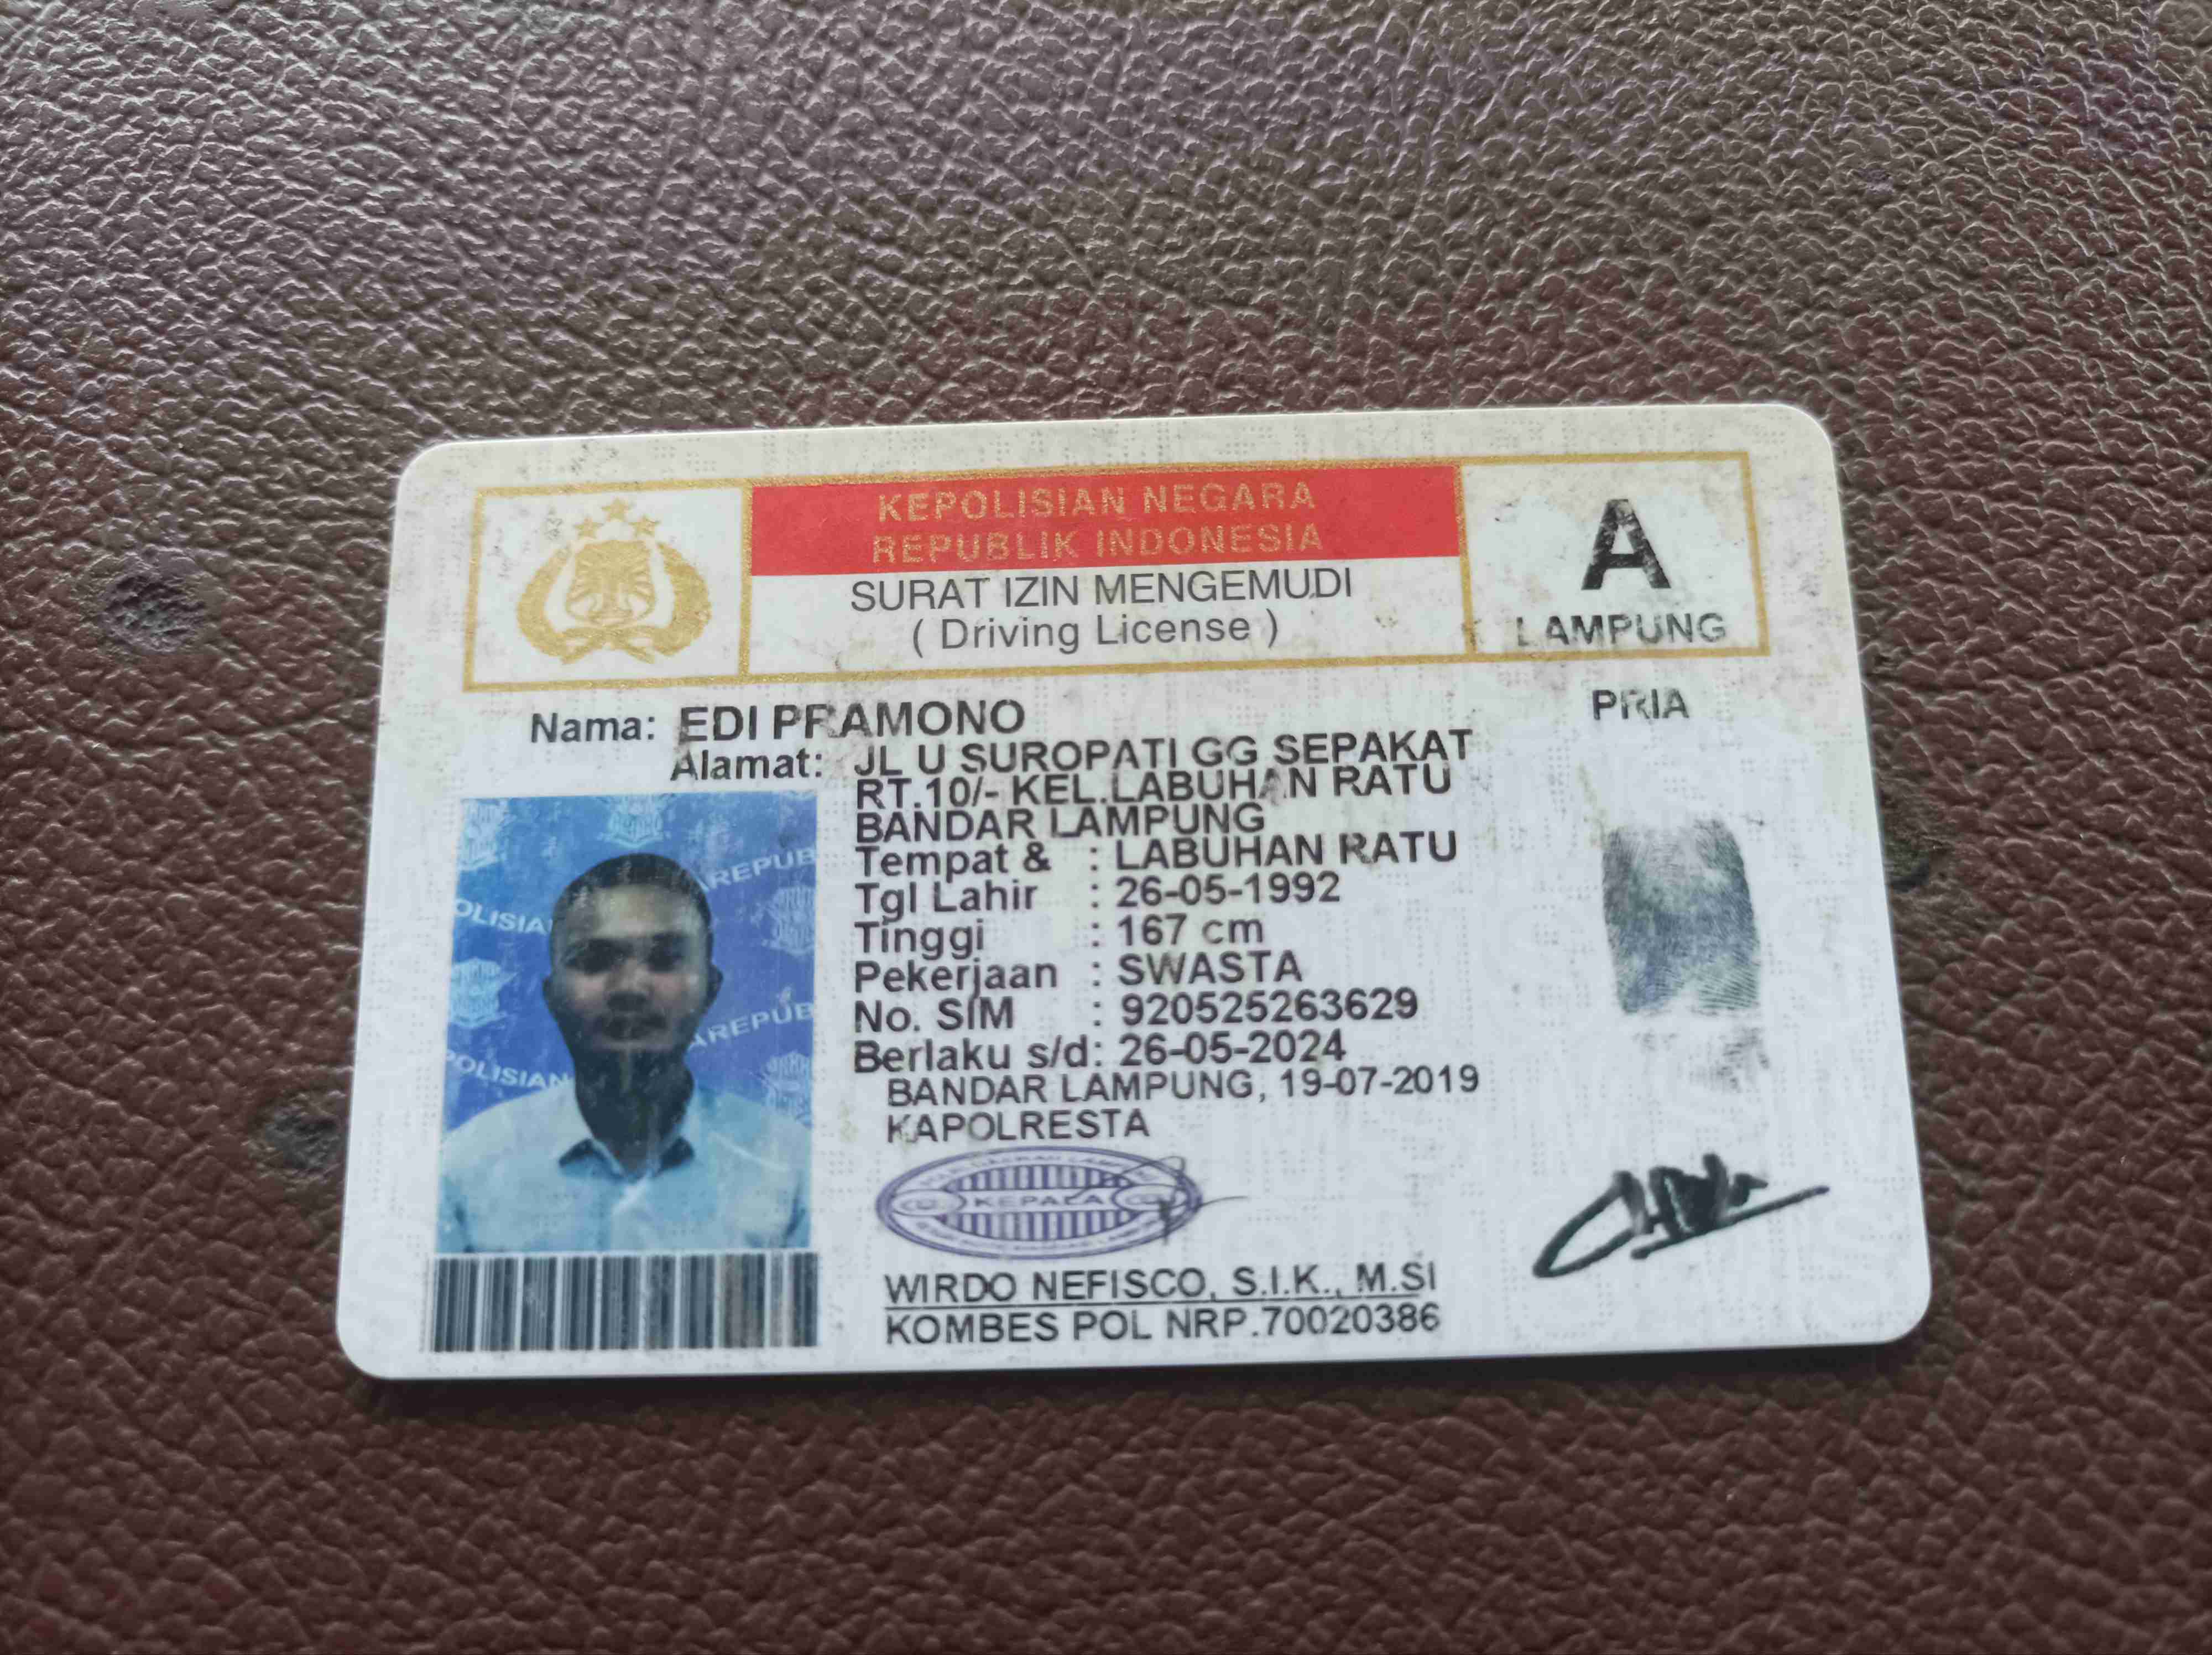 KEPOLISIAN NEGARA
REPUBLIK INDONESIA
SURAT IZIN MENGEMUDI
( Driving License )
A
LAMPUNG
PRIA
Nama: EDI PRAMONO
Alamat: JL U SUROPATI GG SEPAKAT
RT.10/- KEL.LABUHAN RATU
BANDAR LAMPUNG
Tempat & : LABUHAN RATU
Tgl Lahir : 26-05-1992
Tinggi : 167 cm
Pekerjaan : SWASTA
No. SIM : 920525263629
Berlaku s/d: 26-05-2024
BANDAR LAMPUNG, 19-07-2019
KAPOLRESTA
KEPALA
WIRDO NEFISCO, S.I.K., M.SI
KOMBES POL NRP.70020386